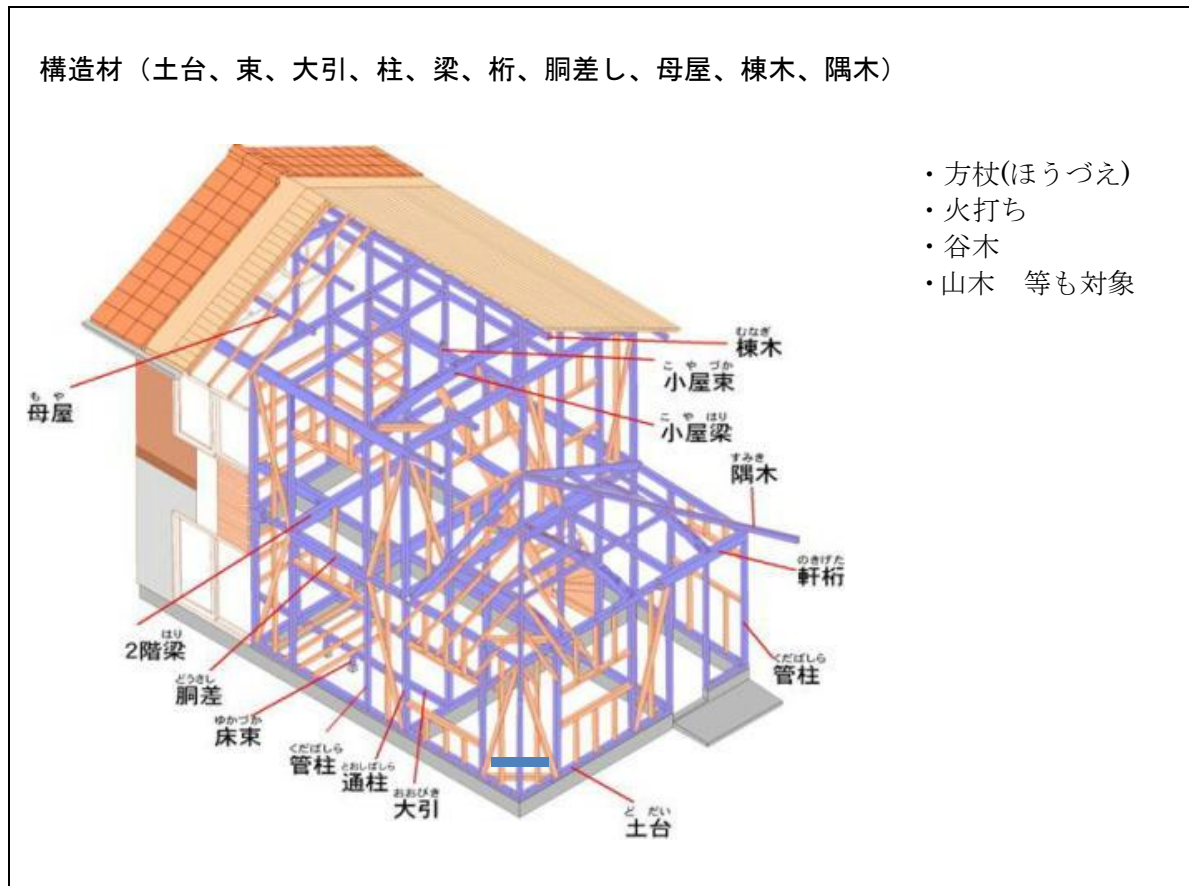 構造材（土台、束、大引、柱、梁、桁、胴差し、母屋、棟木、隅木）
・方杖(ほうづえ)
・火打ち
・谷木
・山木　等も対象
むなぎ
棟木
こやづか
小屋束
もや
母屋
こやはり
小屋梁
すみき
隅木
のきげた
軒桁
はり
2階梁
くだばしら
管柱
どうさし
胴差
ゆかづか
床束
くだばしら
管柱
とおしばしら
通柱
おおびき
大引
どだい
土台